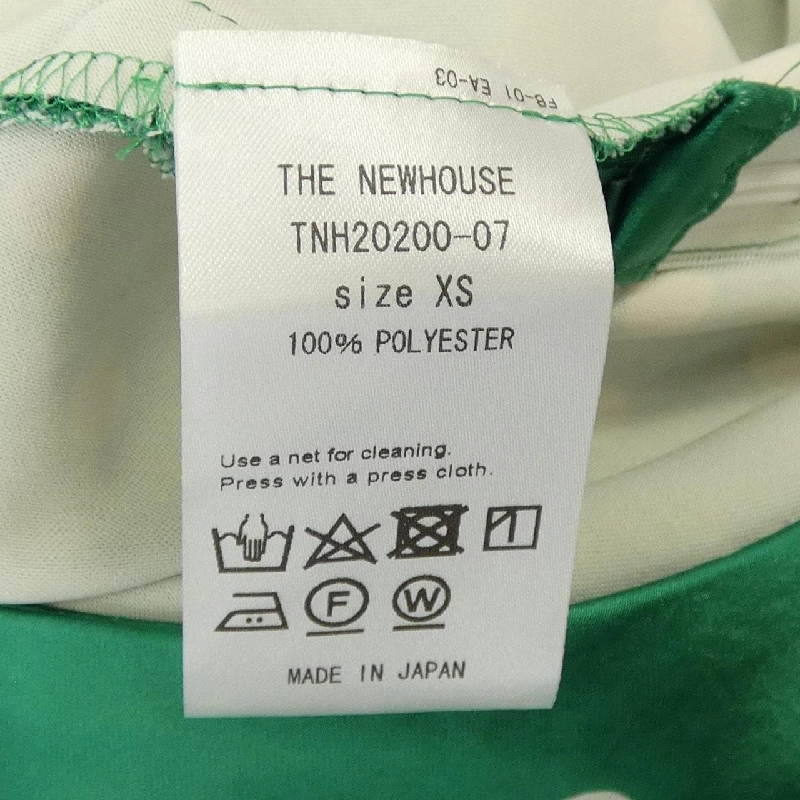 F8-01 EA-03
THE NEWHOUSE
TNH20200-07
size XS
100% POLYESTER
Use a net for cleaning.
Press with a press cloth.
F W
MADE IN JAPAN